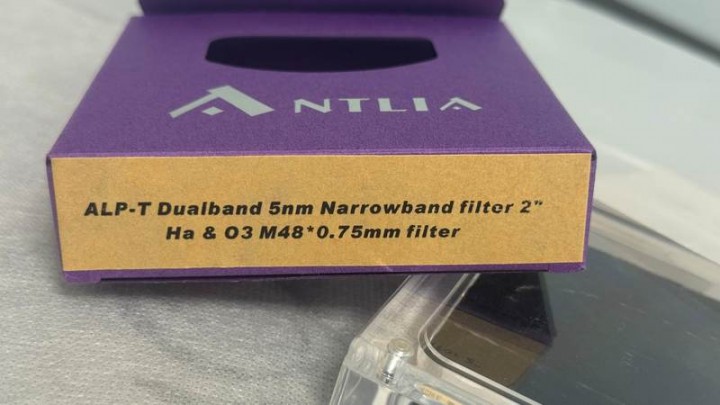 ANTLIA
ALP-T Dualband 5nm Narrowband filter 2"
Ha & O3 M48*0.75mm filter